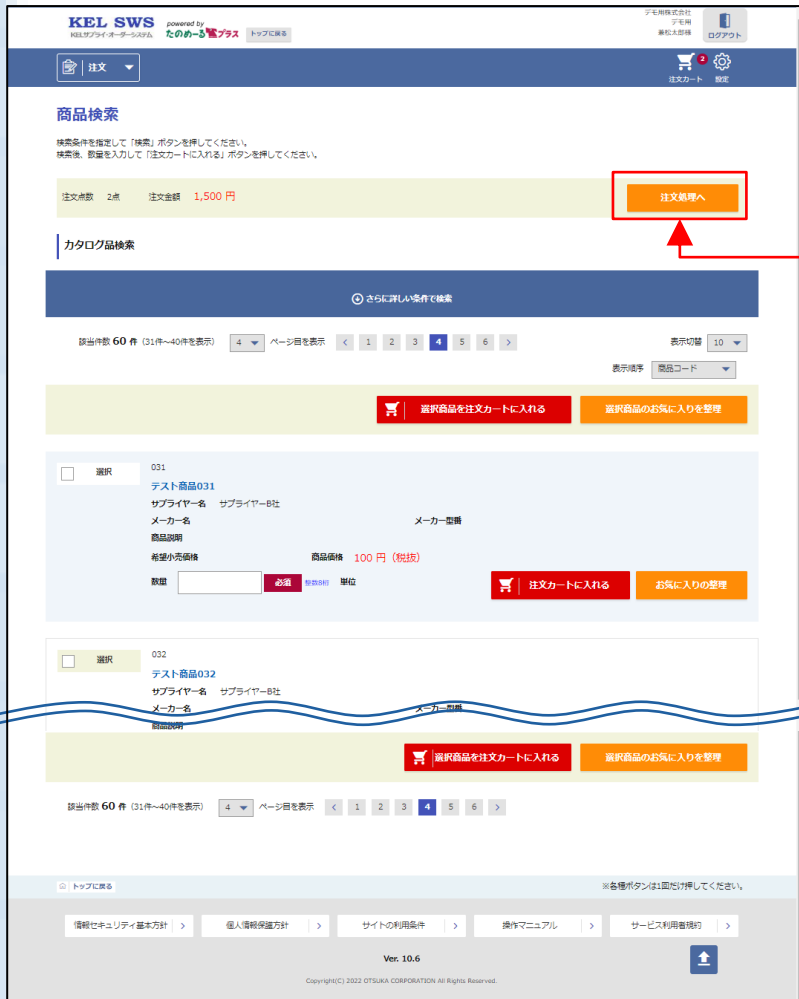 KEL SWS
KELサプライ・オーダーシステム
powered by
たのめーるプラス
トップに戻る
デモ用株式会社
デモ用
兼松太郎様
ログアウト
注文
2
注文カート
設定
商品検索
検索条件を指定して「検索」ボタンを押してください。
検索後、数量を入力して「注文カートに入れる」ボタンを押してください。
注文点数 2点 注文金額 1,500 円
注文処理へ
カタログ品検索
さらに詳しい条件で検索
該当件数 60 件 (31件~40件を表示) 4 ページ目を表示 < 1 2 3 4 5 6 >
表示切替 10
表示順序 商品コード
選択商品を注文カートに入れる 選択商品のお気に入りを整理
選択 031
テスト商品031
サプライヤー名 サプライヤーB社
メーカー名 メーカー型番
商品説明
希望小売価格 商品価格 100 円 (税抜)
数量 必須 整数8桁 単位 注文カートに入れる お気に入りの整理
選択 032
テスト商品032
サプライヤー名 サプライヤーB社
メーカー名 メーカー型番
商品説明
選択商品を注文カートに入れる 選択商品のお気に入りを整理
該当件数 60 件 (31件~40件を表示) 4 ページ目を表示 < 1 2 3 4 5 6 >
トップに戻る ※各種ボタンは1回だけ押してください。
情報セキュリティ基本方針 > 個人情報保護方針 > サイトの利用条件 > 操作マニュアル > サービス利用者規約 >
Ver. 10.6
Copyright(C) 2022 OTSUKA CORPORATION All Rights Reserved.